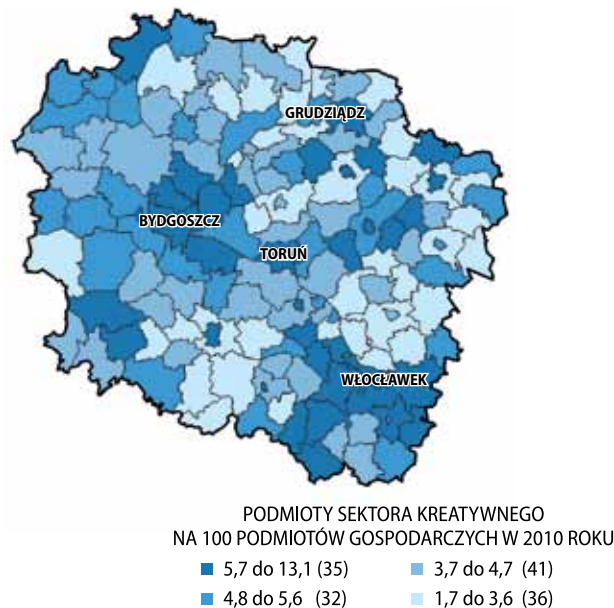 GRUDZIĄDZ
BYDGOSZCZ
TORUŃ
WŁOCŁAWEK
PODMIOTY SEKTORA KREATYWNEGO
NA 100 PODMIOTÓW GOSPODARCZYCH W 2010 ROKU
5,7 do 13,1 (35) 3,7 do 4,7 (41)
4,8 do 5,6 (32) 1,7 do 3,6 (36)